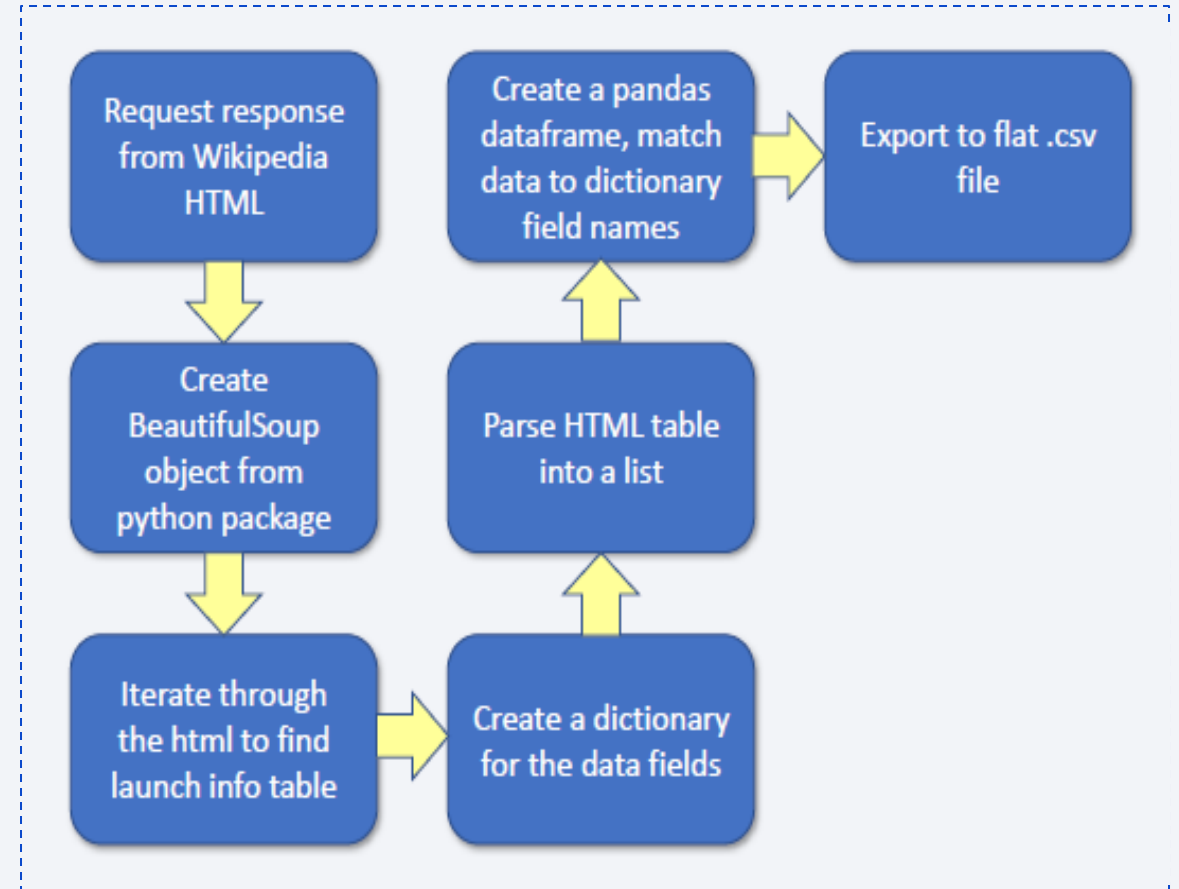 Request response
from Wikipedia
HTML
Create
BeautifulSoup
object from
python package
Iterate through
the html to find
launch info table
Create a dictionary
for the data fields
Parse HTML table
into a list
Create a pandas
dataframe, match
data to dictionary
field names
Export to flat .csv
file